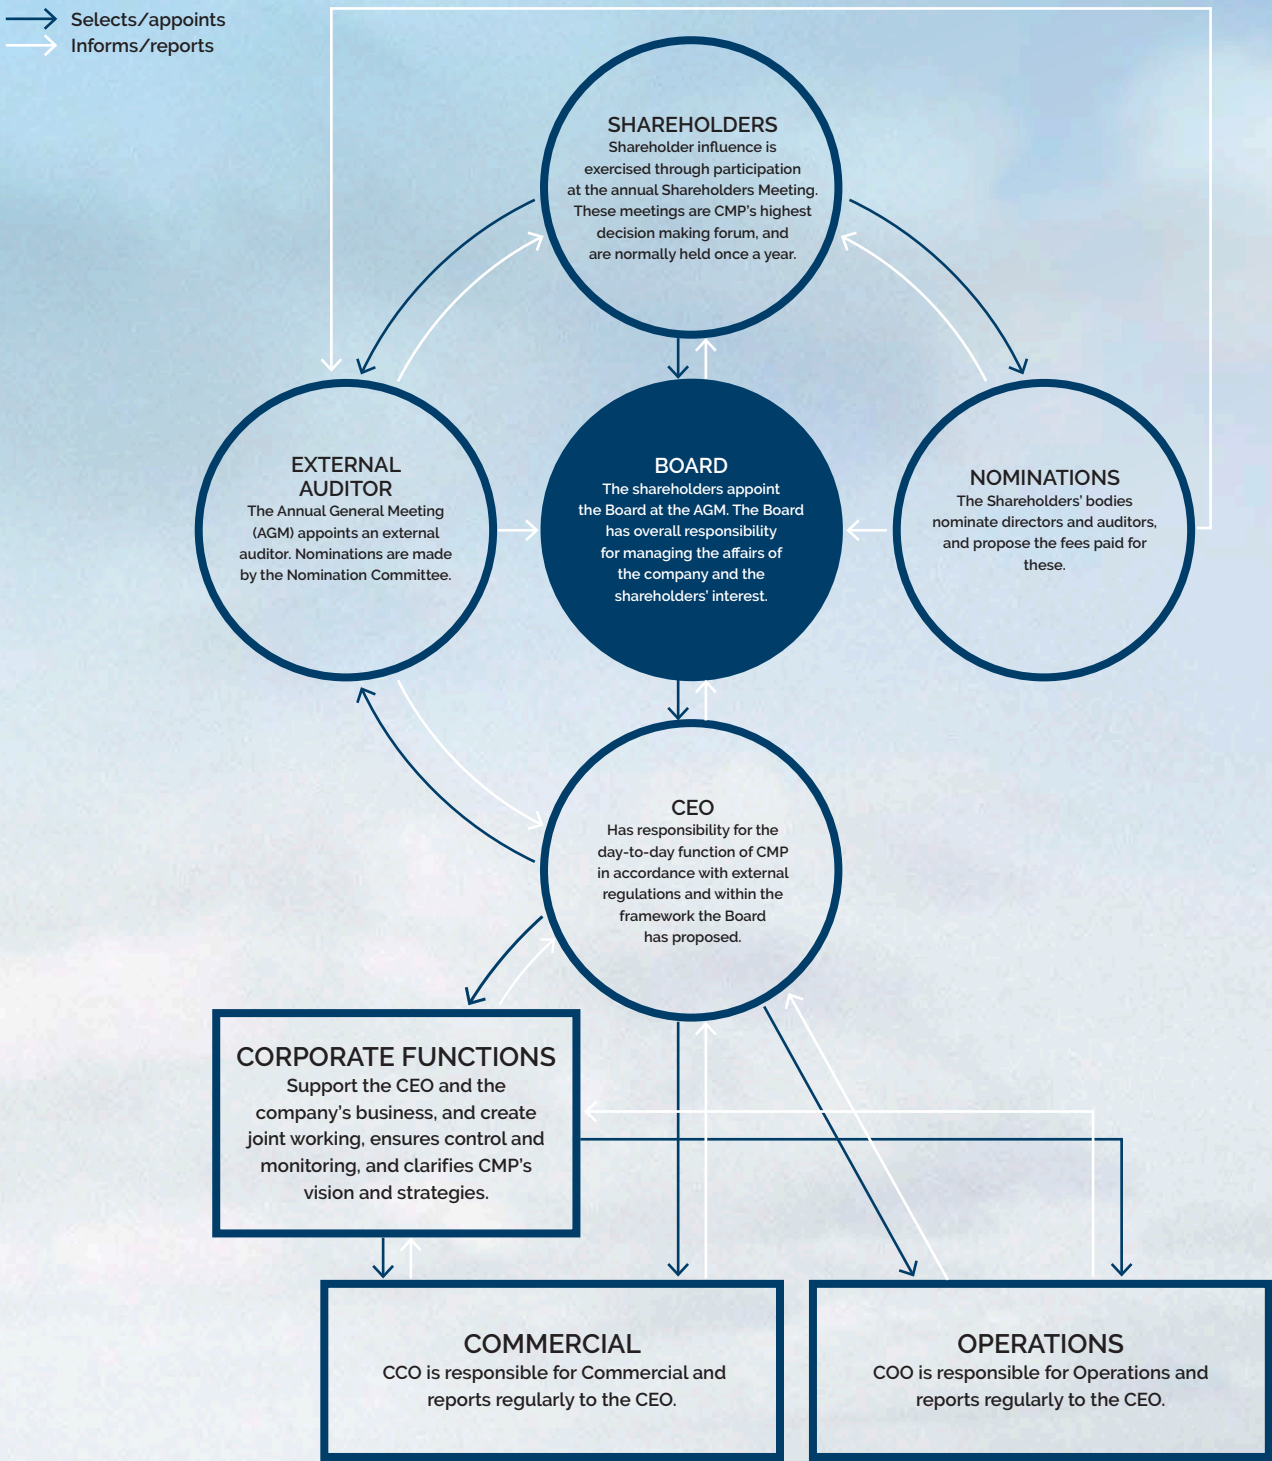 Selects/appoints
Informs/reports
SHAREHOLDERS
Shareholder influence is
exercised through participation
at the annual Shareholders Meeting.
These meetings are CMP's highest
decision making forum, and
are normally held once a year.
EXTERNAL
AUDITOR
The Annual General Meeting
(AGM) appoints an external
auditor. Nominations are made
by the Nomination Committee.
BOARD
The shareholders appoint
the Board at the AGM. The Board
has overall responsibility
for managing the affairs of
the company and the
shareholders' interest.
NOMINATIONS
The Shareholders' bodies
nominate directors and auditors,
and propose the fees paid for
these.
CEO
Has responsibility for the
day-to-day function of CMP
in accordance with external
regulations and within the
framework the Board
has proposed.
CORPORATE FUNCTIONS
Support the CEO and the
company's business, and create
joint working, ensures control and
monitoring, and clarifies CMP's
vision and strategies.
COMMERCIAL
CCO is responsible for Commercial and
reports regularly to the CEO.
OPERATIONS
COO is responsible for Operations and
reports regularly to the CEO.